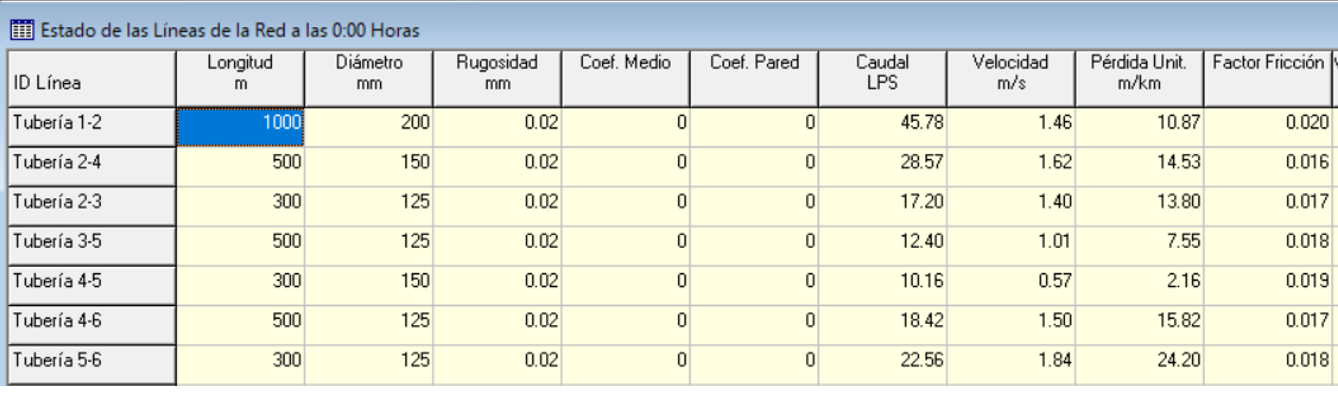 Estado de las Líneas de la Red a las 0:00 Horas
ID Línea Longitud m Diámetro mm Rugosidad mm Coef. Medio Coef. Pared Caudal LPS Velocidad m/s Pérdida Unit. m/km Factor Fricción
Tubería 1-2 1000 200 0.02 0 0 45.78 1.46 10.87 0.020
Tubería 2-4 500 150 0.02 0 0 28.57 1.62 14.53 0.016
Tubería 2-3 300 125 0.02 0 0 17.20 1.40 13.80 0.017
Tubería 3-5 500 125 0.02 0 0 12.40 1.01 7.55 0.018
Tubería 4-5 300 150 0.02 0 0 10.16 0.57 2.16 0.019
Tubería 4-6 500 125 0.02 0 0 18.42 1.50 15.82 0.017
Tubería 5-6 300 125 0.02 0 0 22.56 1.84 24.20 0.018